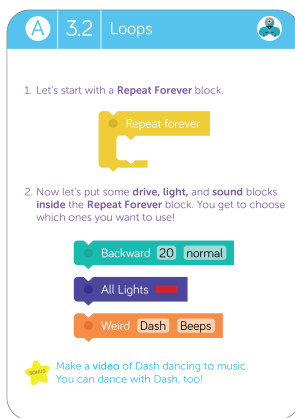 A 3.2 Loops
1. Let's start with a Repeat Forever block.
Repeat forever
2. Now let's put some drive, light, and sound blocks
inside the Repeat Forever block. You get to choose
which ones you want to use!
Backward 20 normal
All Lights
Weird Dash Beeps
BONUS
Make a video of Dash dancing to music.
You can dance with Dash, too!